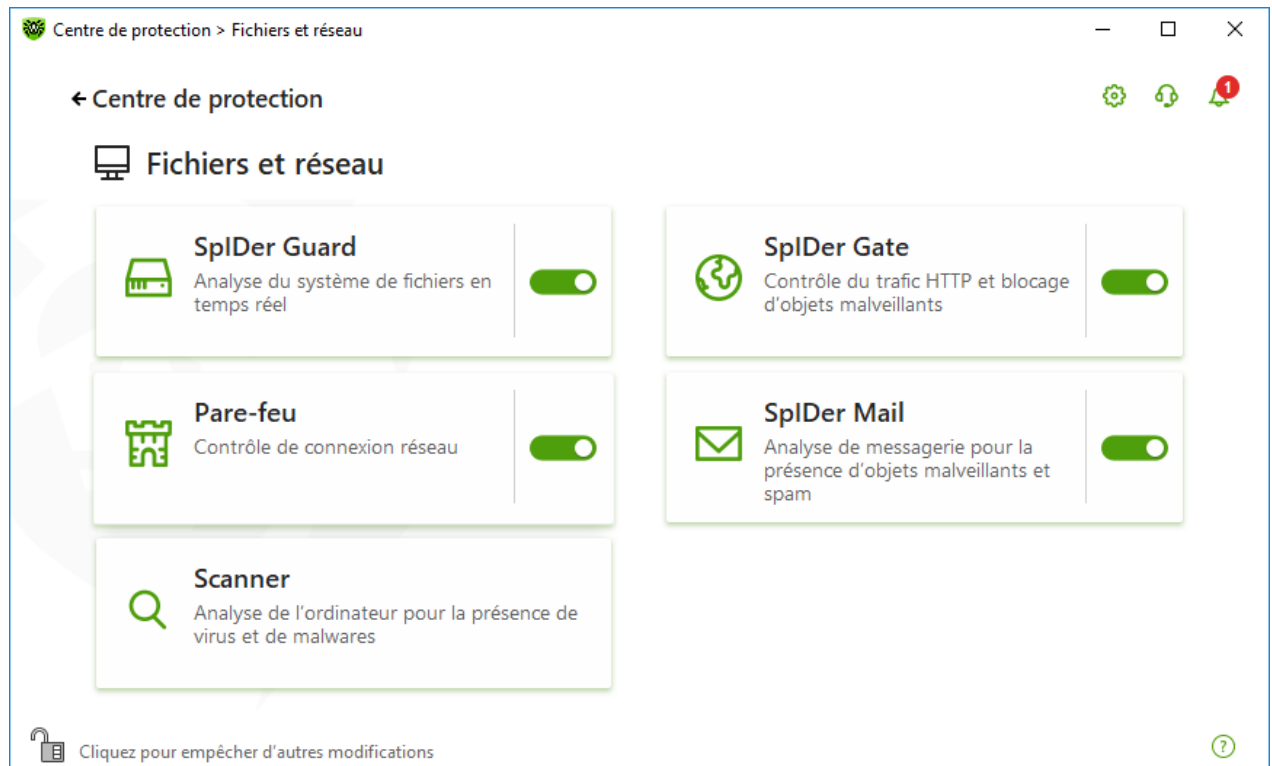 Centre de protection > Fichiers et réseau
← Centre de protection
1
Fichiers et réseau
SpIDer Guard
Analyse du système de fichiers en
temps réel
SpIDer Gate
Contrôle du trafic HTTP et blocage
d'objets malveillants
Pare-feu
Contrôle de connexion réseau
SpIDer Mail
Analyse de messagerie pour la
présence d'objets malveillants et
spam
Scanner
Analyse de l'ordinateur pour la présence de
virus et de malwares
Cliquez pour empêcher d'autres modifications
?